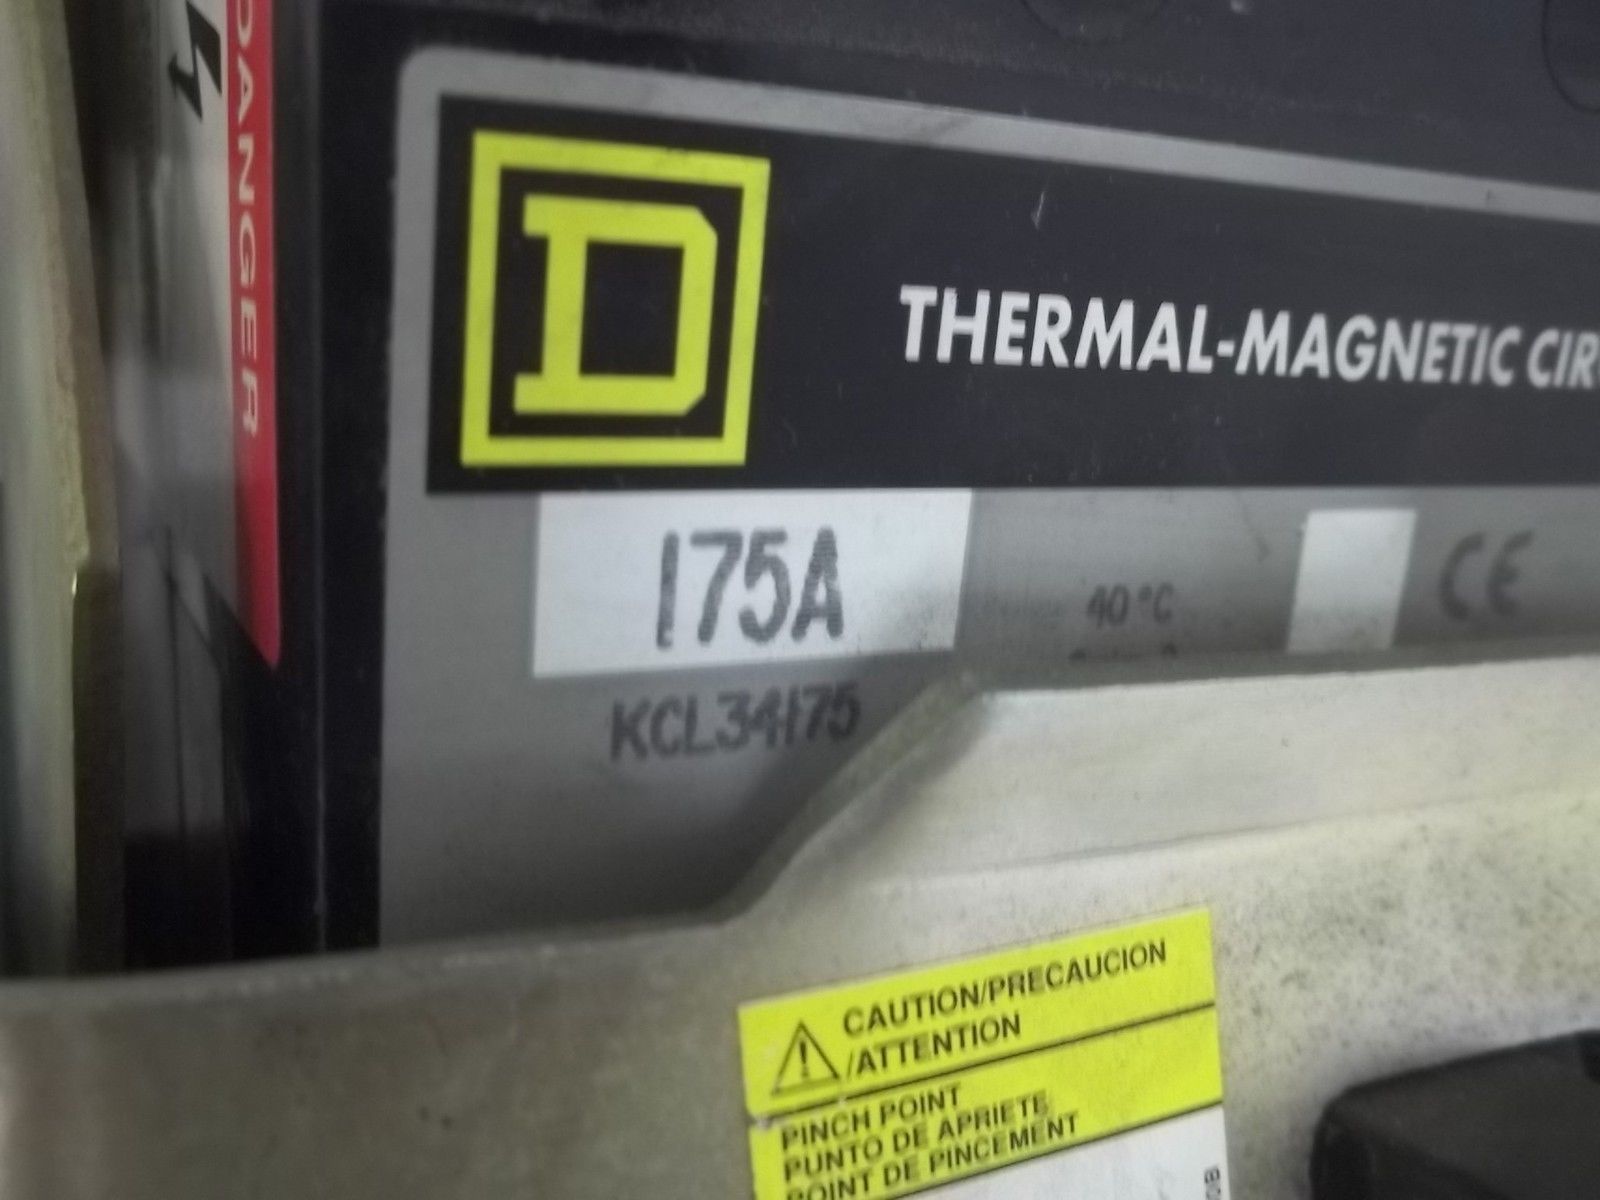 DANGER
D
THERMAL-MAGNETIC CIR
175A
40°C
CE
KCL34175
CAUTION/PRECAUCION
/ATTENTION
PINCH POINT
PUNTO DE APRIETE
POINT DE PINCEMENT